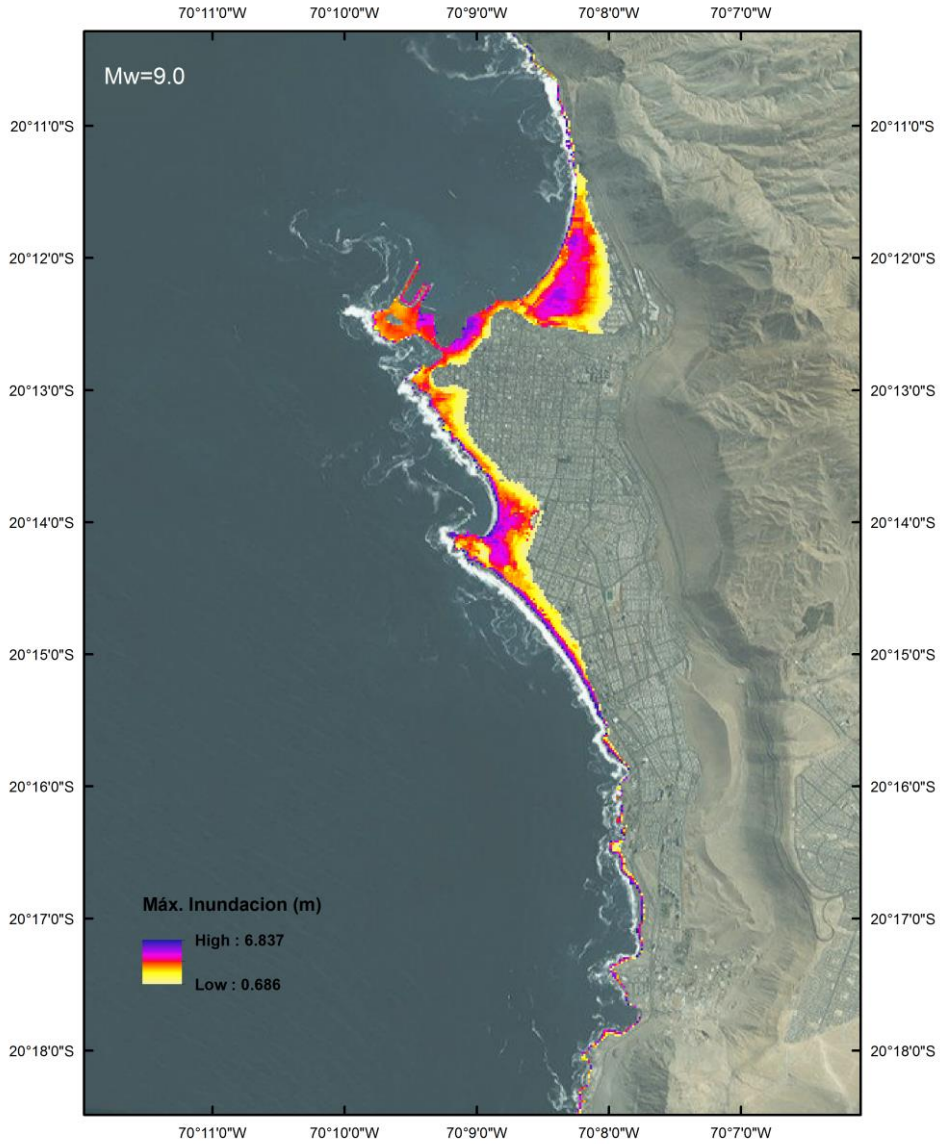 70°11'0"W 70°10'0"W 70°9'0"W 70°8'0"W 70°7'0"W
Mw=9.0
20°11'0"S 20°11'0"S
20°12'0"S 20°12'0"S
20°13'0"S 20°13'0"S
20°14'0"S 20°14'0"S
20°15'0"S 20°15'0"S
20°16'0"S 20°16'0"S
Máx. Inundacion (m)
20°17'0"S 20°17'0"S
High : 6.837
Low : 0.686
20°18'0"S 20°18'0"S
70°11'0"W 70°10'0"W 70°9'0"W 70°8'0"W 70°7'0"W